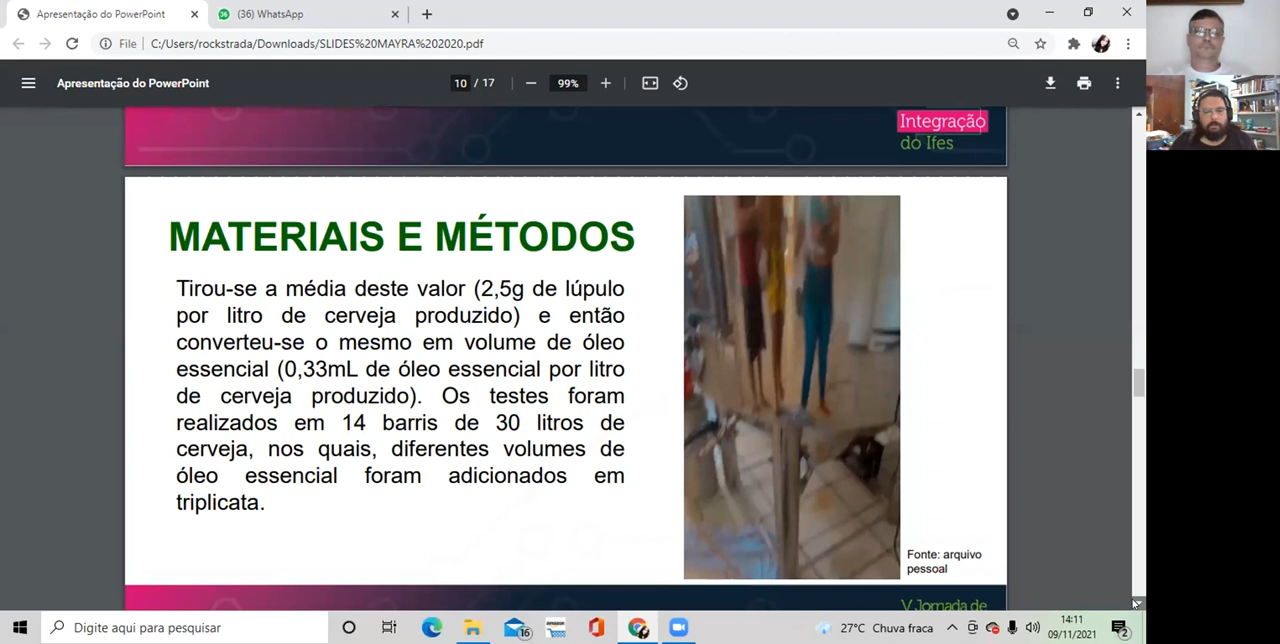 Apresentação do PowerPoint
(36) WhatsApp
File
C:/Users/rockstrada/Downloads/SLIDES%20MAYRA%202020.pdf
Apresentação do PowerPoint
10 / 17
99%
Integração
do Ifes
MATERIAIS E MÉTODOS
Tirou-se a média deste valor (2,5g de lúpulo
por litro de cerveja produzido) e então
converteu-se o mesmo em volume de óleo
essencial (0,33mL de óleo essencial por litro
de cerveja produzido). Os testes foram
realizados em 14 barris de 30 litros de
cerveja, nos quais, diferentes volumes de
óleo essencial foram adicionados em
triplicata.
Fonte: arquivo
pessoal
V Jornada de
Digite aqui para pesquisar
16
27°C Chuva fraca
14:11
09/11/2021
2